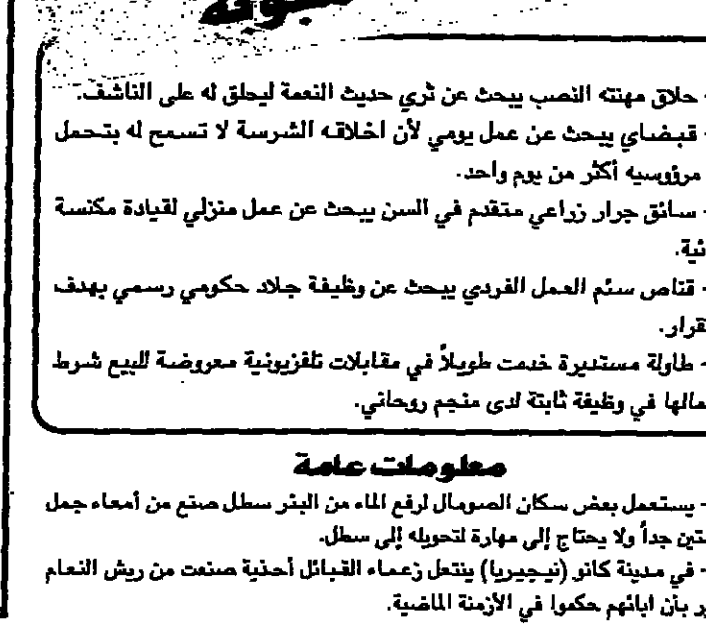 - حلاق مهنته النصب يبحث عن ثري حديث النعمة ليحلق له على الناشف.
- قبضاي يبحث عن عمل يومي لأن اخلاقه الشرسة لا تسمح له بتحمل
مرؤوسيه أكثر من يوم واحد.
- سائق جرار زراعي متقدم في السن يبحث عن عمل منزلي لقيادة مكنسة
ئية.
- قناص سئم العمل الفردي يبحث عن وظيفة جلاد حكومي رسمي بهدف
قرار.
- طاولة مستديرة خدمت طويلاً في مقابلات تلفزيونية معروضة للبيع شرط
مالها في وظيفة ثابتة لدى منجم روحاني.
معلومات عامة
- يستعمل بعض سكان الصومال لرفع الماء من البئر سطل صنع من أمعاء جمل
ستين جداً ولا يحتاج إلى مهارة لتحويله إلى سطل.
- في مدينة كانو (نيجيريا) ينتعل زعماء القبائل أحذية صنعت من ريش النعام
ير بأن ابائهم حكموا في الأزمنة الماضية.